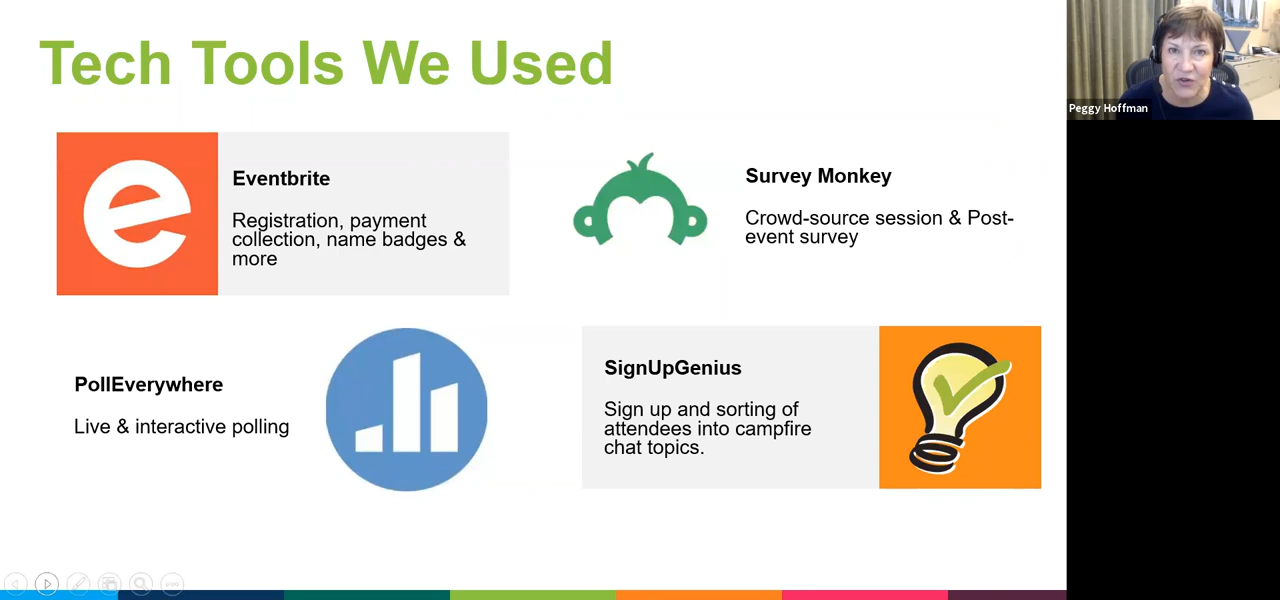 Tech Tools We Used
Peggy Hoffman
Eventbrite
Registration, payment
collection, name badges &
more
Survey Monkey
Crowd-source session & Post-
event survey
PollEverywhere
Live & interactive polling
SignUpGenius
Sign up and sorting of
attendees into campfire
chat topics.